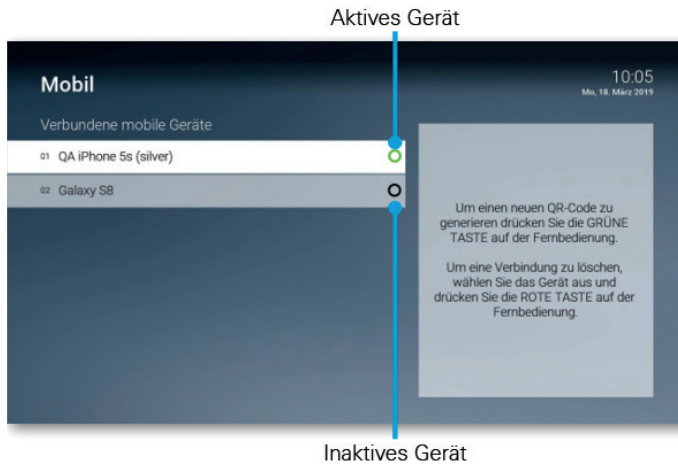 Aktives Gerät
Mobil
10:05
Mo, 18. März 2019
Verbundene mobile Geräte
01 QA iPhone 5s (silver)
02 Galaxy S8
Um einen neuen QR-Code zu
generieren drücken Sie die GRÜNE
TASTE auf der Fernbedienung.
Um eine Verbindung zu löschen,
wählen Sie das Gerät aus und
drücken Sie die ROTE TASTE auf der
Fernbedienung.
Inaktives Gerät